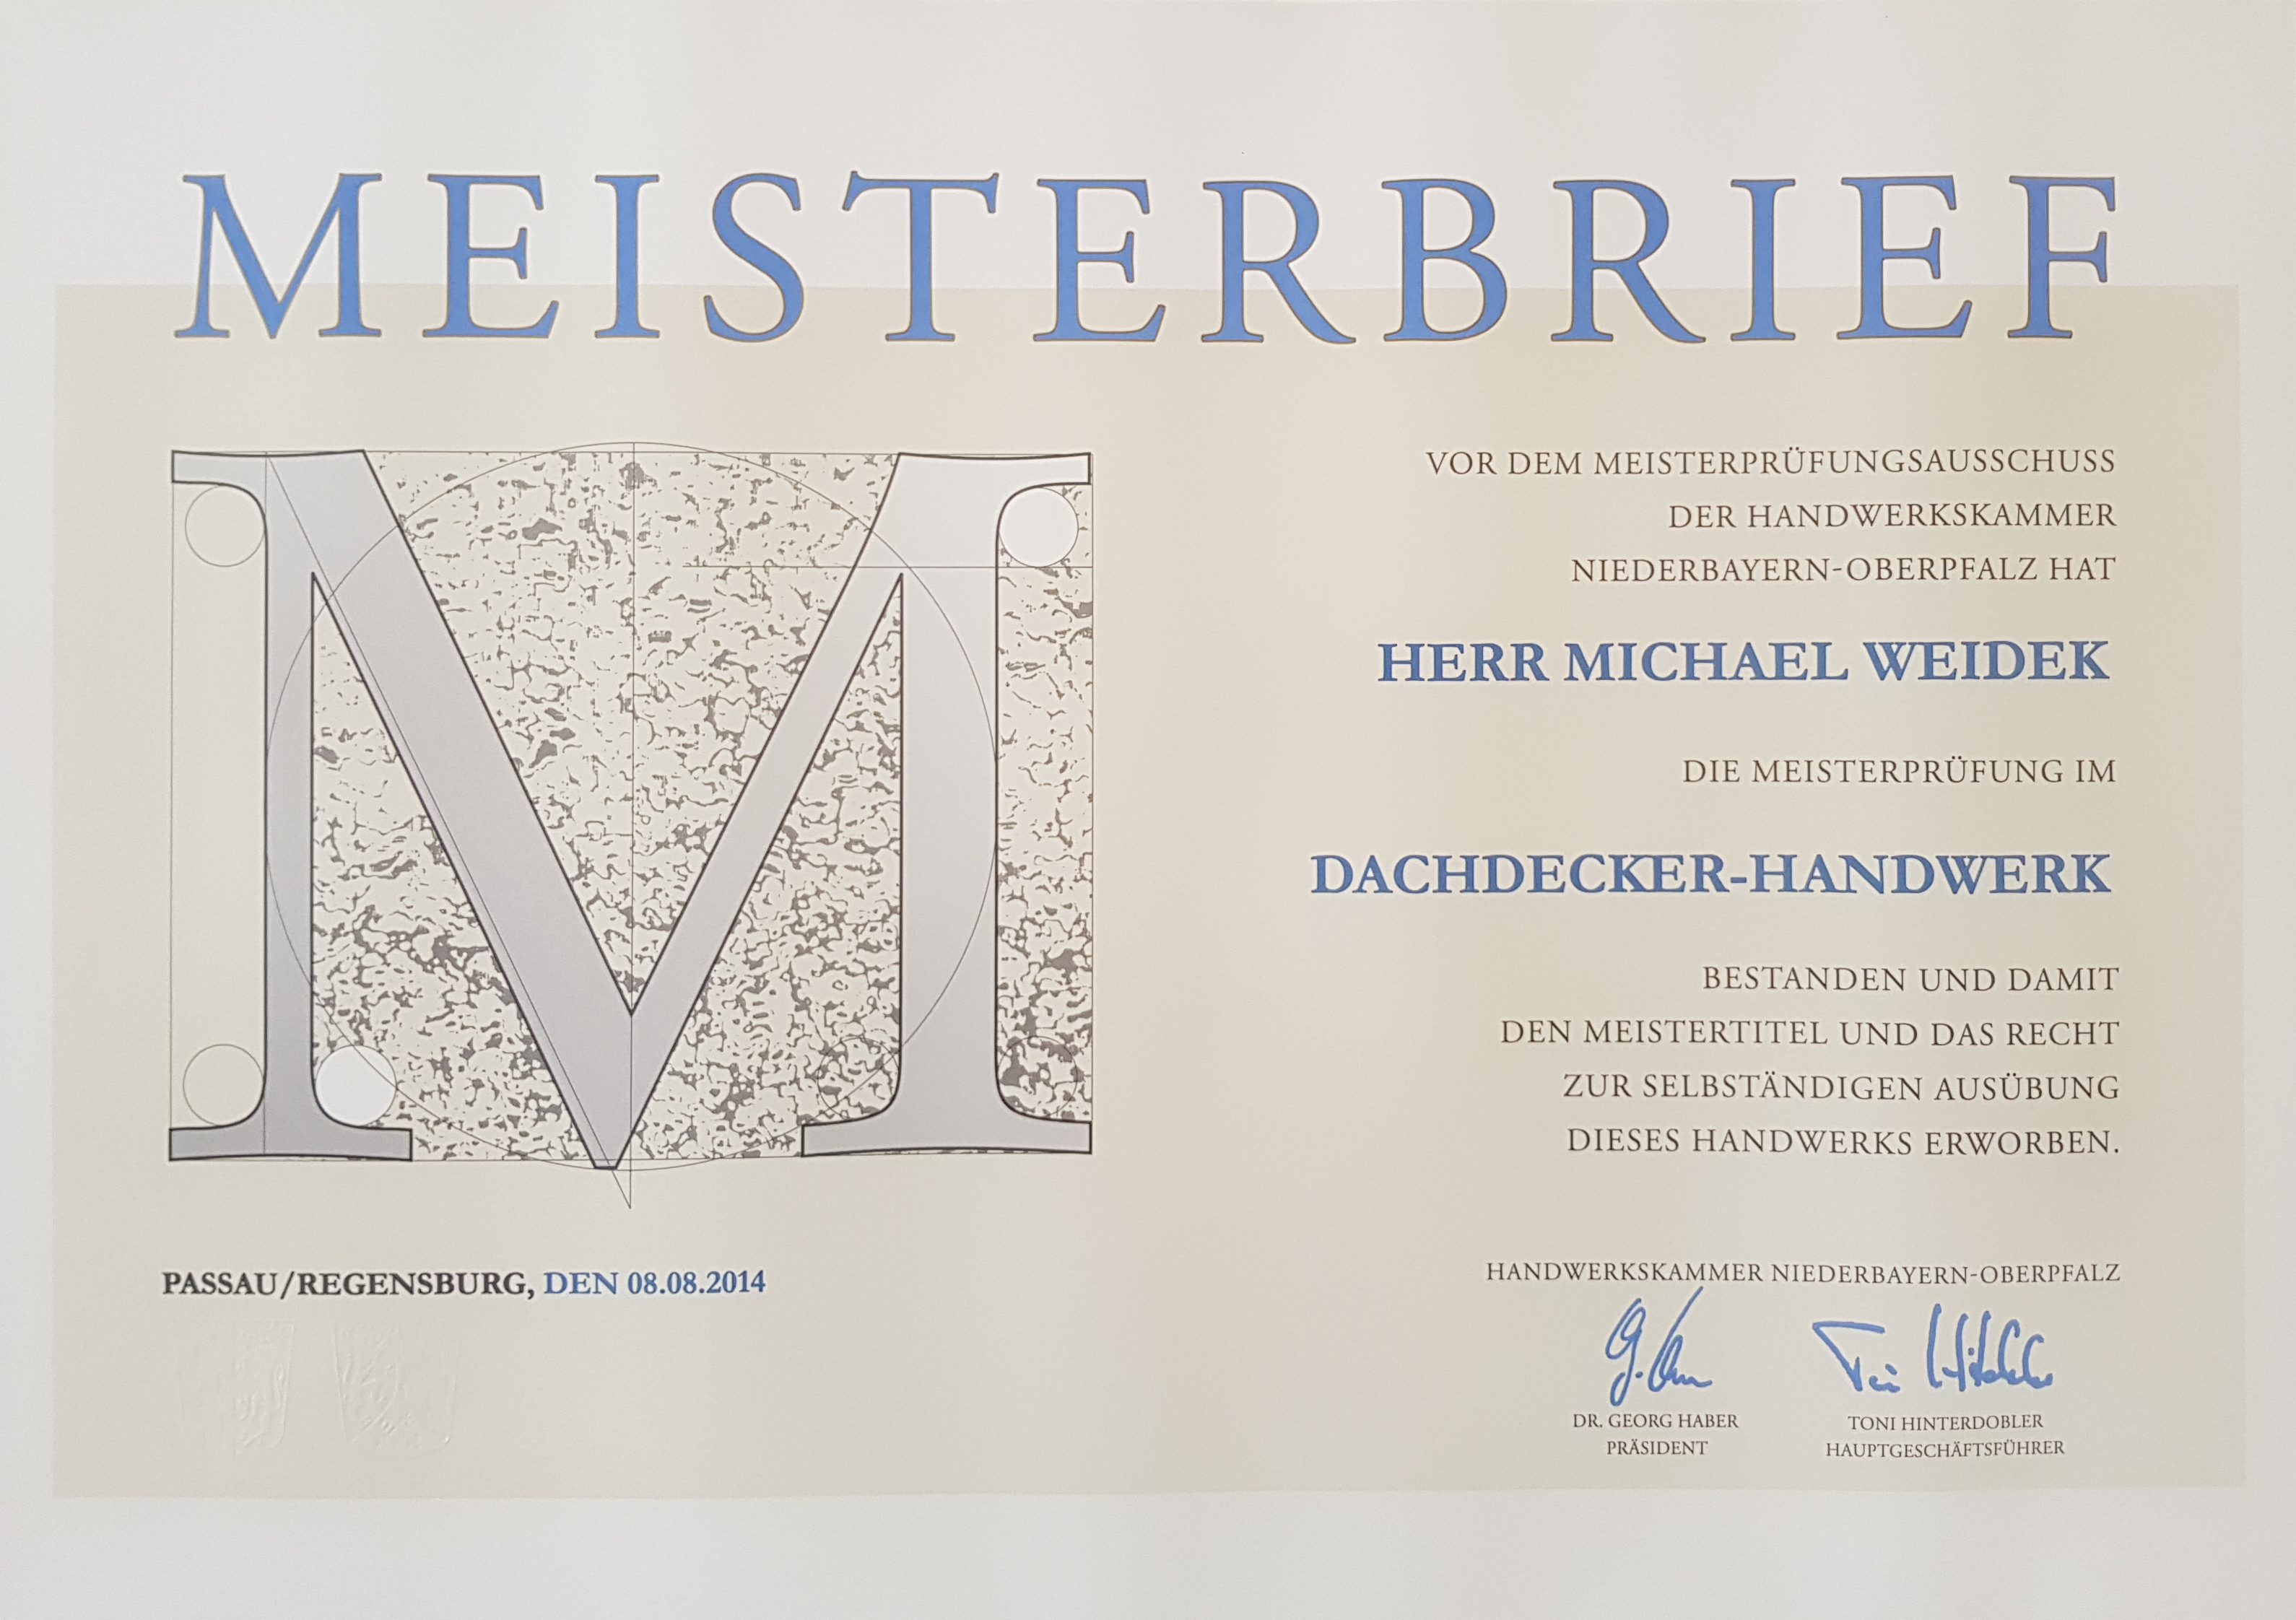 MEISTERBRIEF
VOR DEM MEISTERPRÜFUNGSAUSSCHUSS
DER HANDWERKSKAMMER
NIEDERBAYERN-OBERPFALZ HAT
HERR MICHAEL WEIDEK
DIE MEISTERPRÜFUNG IM
DACHDECKER-HANDWERK
BESTANDEN UND DAMIT
DEN MEISTERTITEL UND DAS RECHT
ZUR SELBSTÄNDIGEN AUSÜBUNG
DIESES HANDWERKS ERWORBEN.
M
PASSAU/REGENSBURG, DEN 08.08.2014
HANDWERKSKAMMER NIEDERBAYERN-OBERPFALZ
DR. GEORG HABER
PRÄSIDENT
TONI HINTERDOBLER
HAUPTGESCHÄFTSFÜHRER